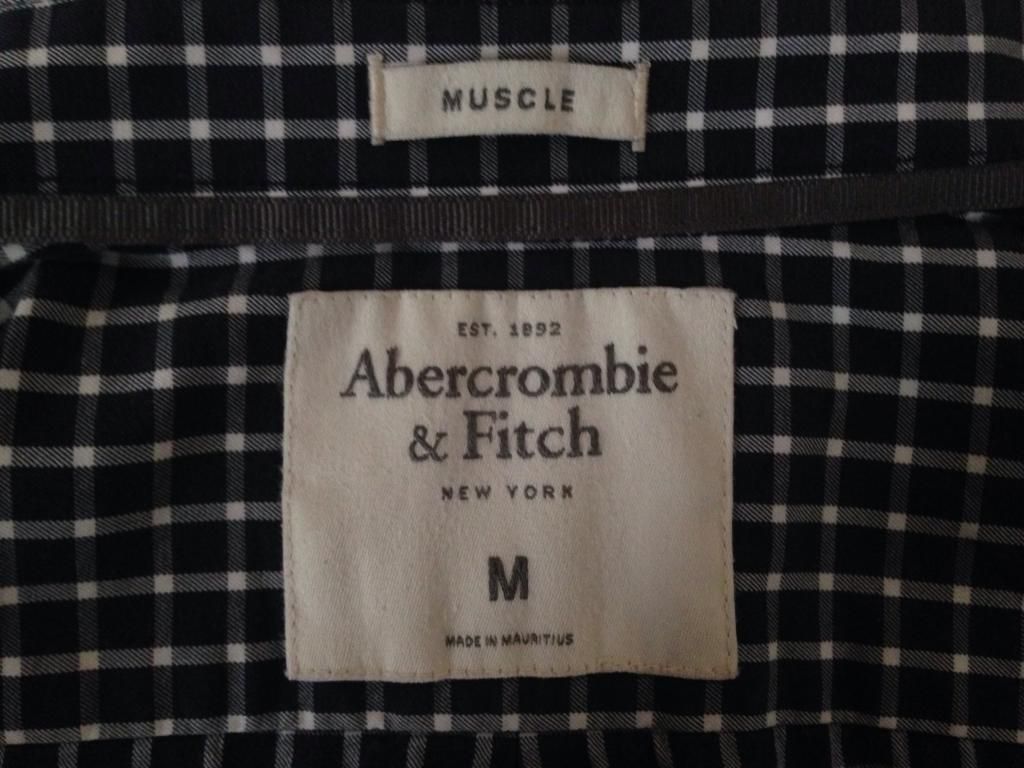 MUSCLE
EST. 1892
Abercrombie
& Fitch
NEW YORK
M
MADE IN MAURITIUS